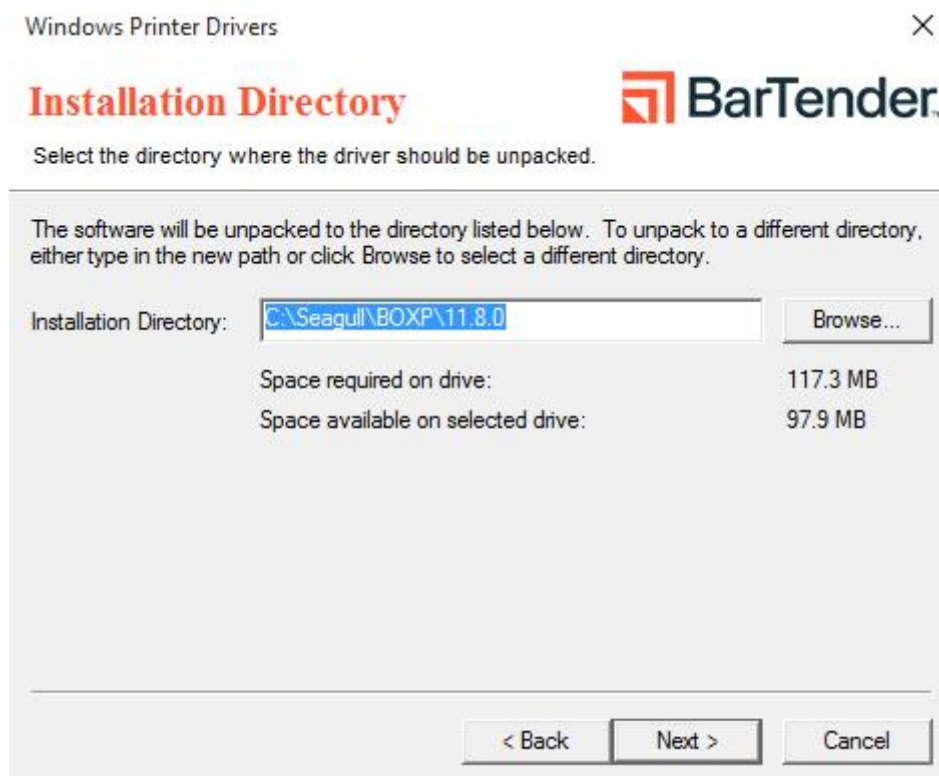 Windows Printer Drivers
Installation Directory
BarTender
Select the directory where the driver should be unpacked.
The software will be unpacked to the directory listed below. To unpack to a different directory,
either type in the new path or click Browse to select a different directory.
Installation Directory: C:\Seagull\BOXP\11.8.0 Browse...
Space required on drive: 117.3 MB
Space available on selected drive: 97.9 MB
< Back Next > Cancel